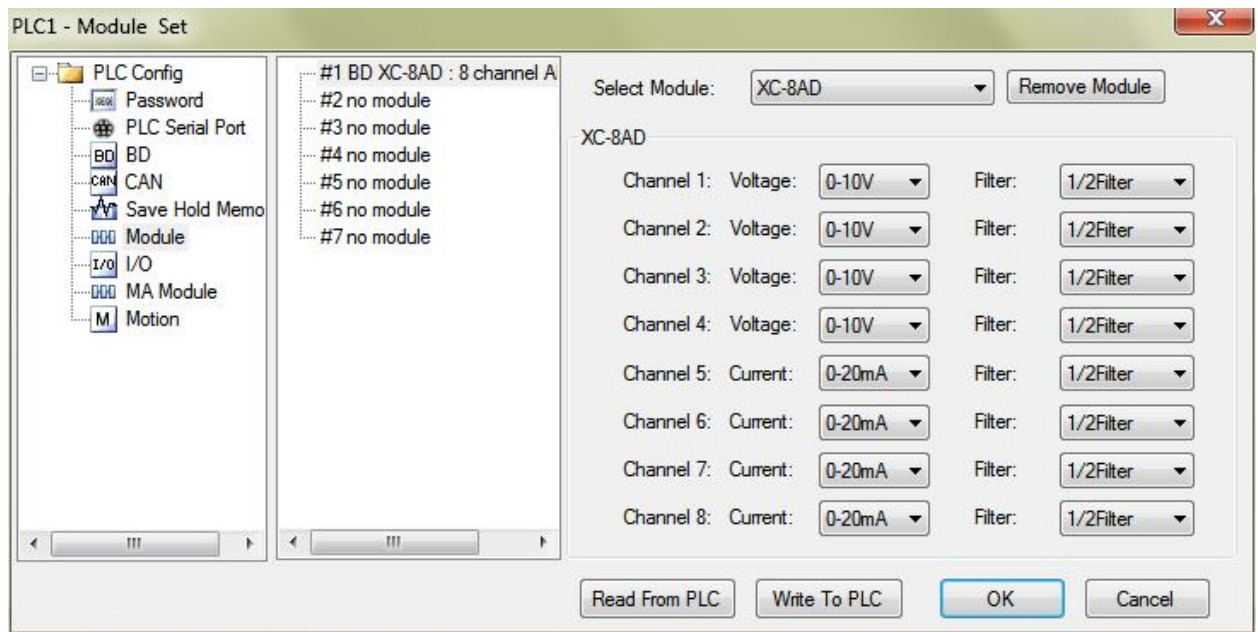 PLC1 - Module Set
PLC Config
Password
PLC Serial Port
BD BD
CAN CAN
Save Hold Memo
Module
I/O I/O
MA Module
M Motion
#1 BD XC-8AD : 8 channel A
#2 no module
#3 no module
#4 no module
#5 no module
#6 no module
#7 no module
Select Module: XC-8AD Remove Module
XC-8AD
Channel 1: Voltage: 0-10V Filter: 1/2Filter
Channel 2: Voltage: 0-10V Filter: 1/2Filter
Channel 3: Voltage: 0-10V Filter: 1/2Filter
Channel 4: Voltage: 0-10V Filter: 1/2Filter
Channel 5: Current: 0-20mA Filter: 1/2Filter
Channel 6: Current: 0-20mA Filter: 1/2Filter
Channel 7: Current: 0-20mA Filter: 1/2Filter
Channel 8: Current: 0-20mA Filter: 1/2Filter
Read From PLC Write To PLC OK Cancel